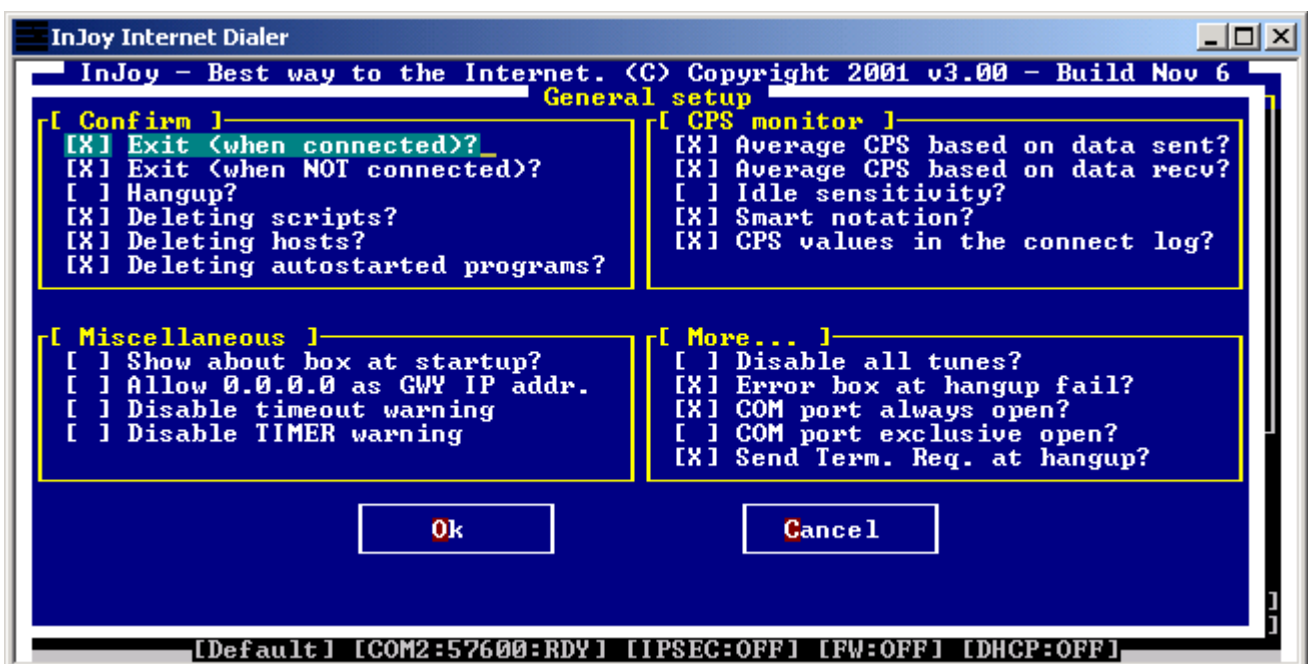 InJoy Internet Dialer
InJoy - Best way to the Internet. (C) Copyright 2001 v3.00 - Build Nov 6
General setup
[ Confirm ]
[X] Exit (when connected)?
[X] Exit (when NOT connected)?
[ ] Hangup?
[X] Deleting scripts?
[X] Deleting hosts?
[X] Deleting autostarted programs?
[ CPS monitor ]
[X] Average CPS based on data sent?
[X] Average CPS based on data recv?
[ ] Idle sensitivity?
[X] Smart notation?
[X] CPS values in the connect log?
[ Miscellaneous ]
[ ] Show about box at startup?
[ ] Allow 0.0.0.0 as GWY IP addr.
[ ] Disable timeout warning
[ ] Disable TIMER warning
[ More... ]
[ ] Disable all tunes?
[X] Error box at hangup fail?
[X] COM port always open?
[ ] COM port exclusive open?
[X] Send Term. Req. at hangup?
Ok
Cancel
[Default] [COM2:57600:RDY] [IPSEC:OFF] [FW:OFF] [DHCP:OFF]